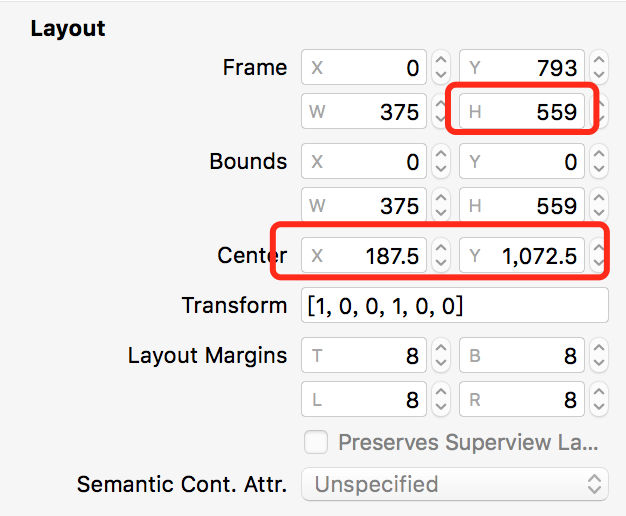 Layout
Frame X 0 Y 793
W 375 H 559
Bounds X 0 Y 0
W 375 H 559
Center X 187.5 Y 1,072.5
Transform [1, 0, 0, 1, 0, 0]
Layout Margins T 8 B 8
L 8 R 8
Preserves Superview La...
Semantic Cont. Attr. Unspecified